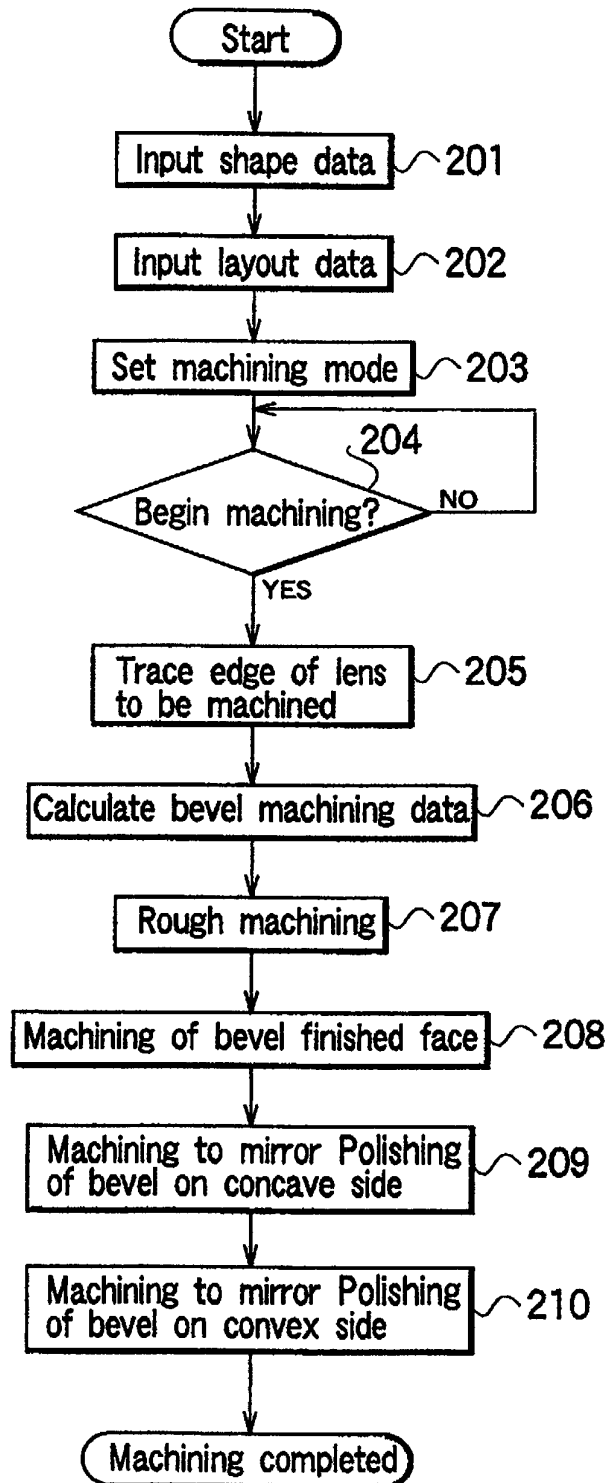 Start
Input shape data 201
Input layout data 202
Set machining mode 203
204
Begin machining? NO
YES
Trace edge of lens 205
to be machined
Calculate bevel machining data 206
Rough machining 207
Machining of bevel finished face 208
Machining to mirror Polishing 209
of bevel on concave side
Machining to mirror Polishing 210
of bevel on convex side
Machining completed